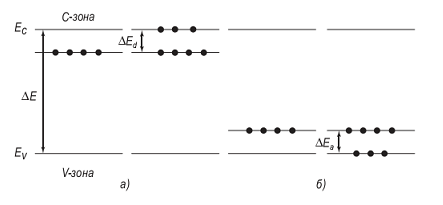 C-зона
E_C
ΔE_d
ΔE
ΔE_a
E_V
V-зона
а)
б)